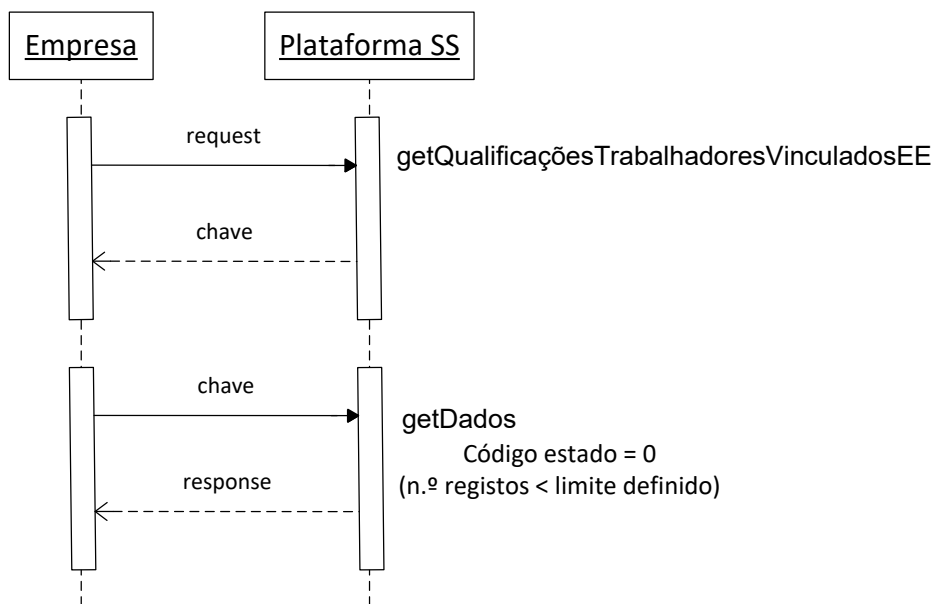 Empresa
Plataforma SS
request
getQualificaçõesTrabalhadoresVinculadosEE
chave
chave
getDados
Código estado = 0
response
(n.º registos < limite definido)